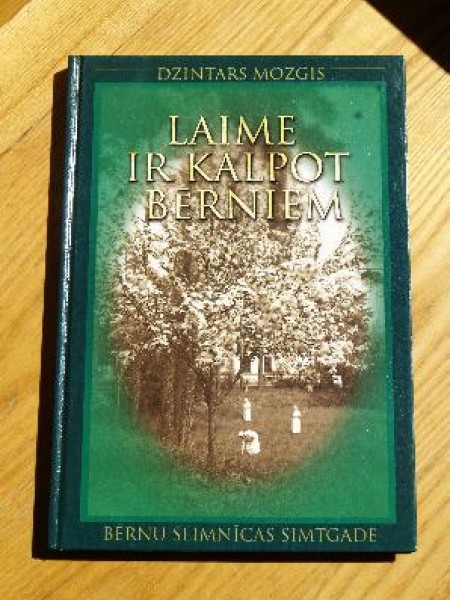 DZINTARS MOZGIS
LAIME
IR KALPOT
BĒRNIEM
BĒRNU SLIMNĪCAS SIMTGADE